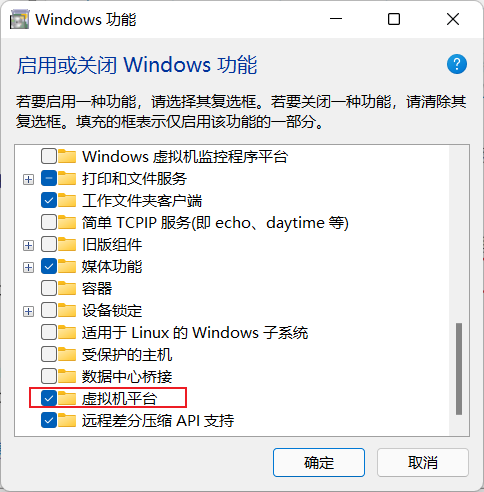 Windows 功能
启用或关闭 Windows 功能
若要启用一种功能，请选择其复选框。若要关闭一种功能，请清除其
复选框。填充的框表示仅启用该功能的一部分。
Windows 虚拟机监控程序平台
打印和文件服务
工作文件夹客户端
简单 TCPIP 服务(即 echo、daytime 等)
旧版组件
媒体功能
容器
设备锁定
适用于 Linux 的 Windows 子系统
受保护的主机
数据中心桥接
虚拟机平台
远程差分压缩 API 支持
确定
取消